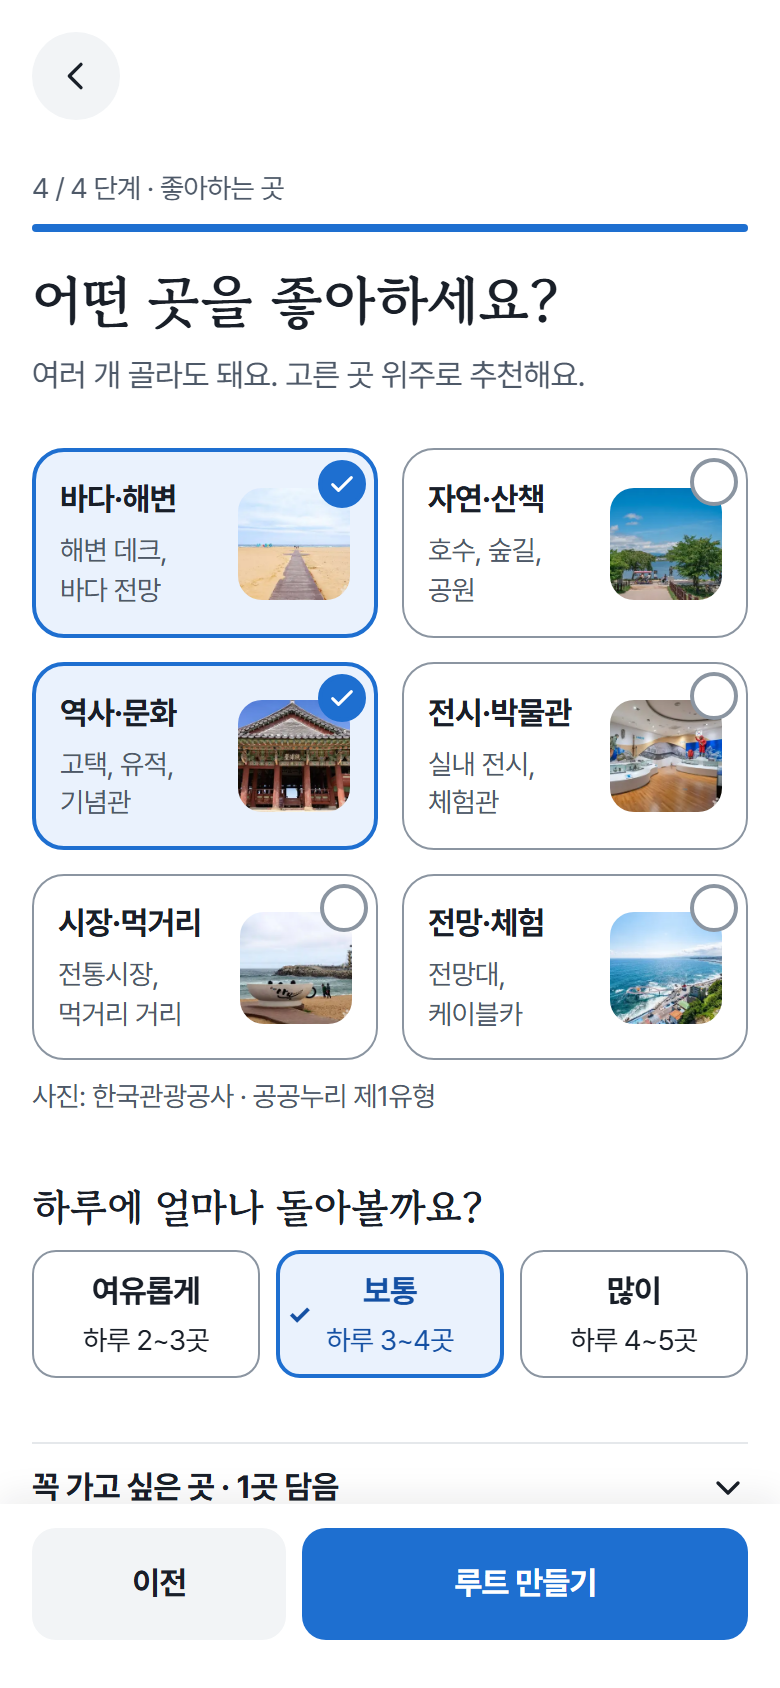 4 / 4 단계 · 좋아하는 곳
어떤 곳을 좋아하세요?
여러 개 골라도 돼요. 고른 곳 위주로 추천해요.
바다·해변
해변 데크,
바다 전망
자연·산책
호수, 숲길,
공원
역사·문화
고택, 유적,
기념관
전시·박물관
실내 전시,
체험관
시장·먹거리
전통시장,
먹거리 거리
전망·체험
전망대,
케이블카
사진: 한국관광공사 · 공공누리 제1유형
하루에 얼마나 돌아볼까요?
여유롭게
하루 2~3곳
보통
하루 3~4곳
많이
하루 4~5곳
꼭 가고 싶은 곳 · 1곳 담음
이전
루트 만들기